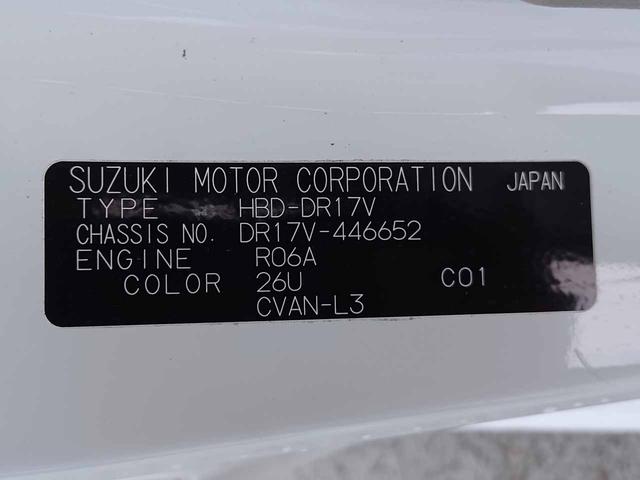 SUZUKI MOTOR CORPORATION JAPAN
TYPE HBD-DR17V
CHASSIS NO. DR17V-446652
ENGINE R06A
COLOR 26U C01
CVAN-L3